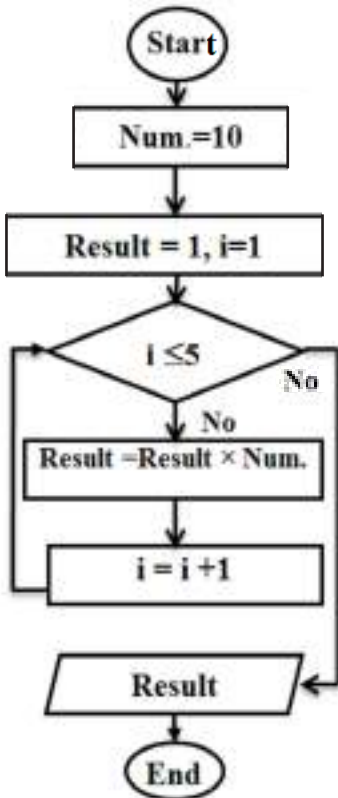 Start
Num.=10
Result = 1, i=1
i ≤5
No
No
Result =Result × Num.
i = i +1
Result
End